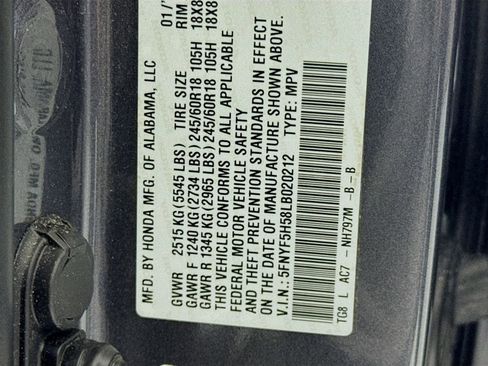 MFD. BY HONDA MFG. OF ALABAMA, LLC 01/
GVWR 2515 KG (5545 LBS) TIRE SIZE RIM
GAWR F 1240 KG (2734 LBS) 245/60R18 105H 18X8
GAWR R 1345 KG (2965 LBS) 245/60R18 105H 18X8
THIS VEHICLE CONFORMS TO ALL APPLICABLE
FEDERAL MOTOR VEHICLE SAFETY
AND THEFT PREVENTION STANDARDS IN EFFECT
ON THE DATE OF MANUFACTURE SHOWN ABOVE.
V.I.N.: 5FNYF5H58LB020212 TYPE: MPV
TG8 L AC7 - NH797M -B-B